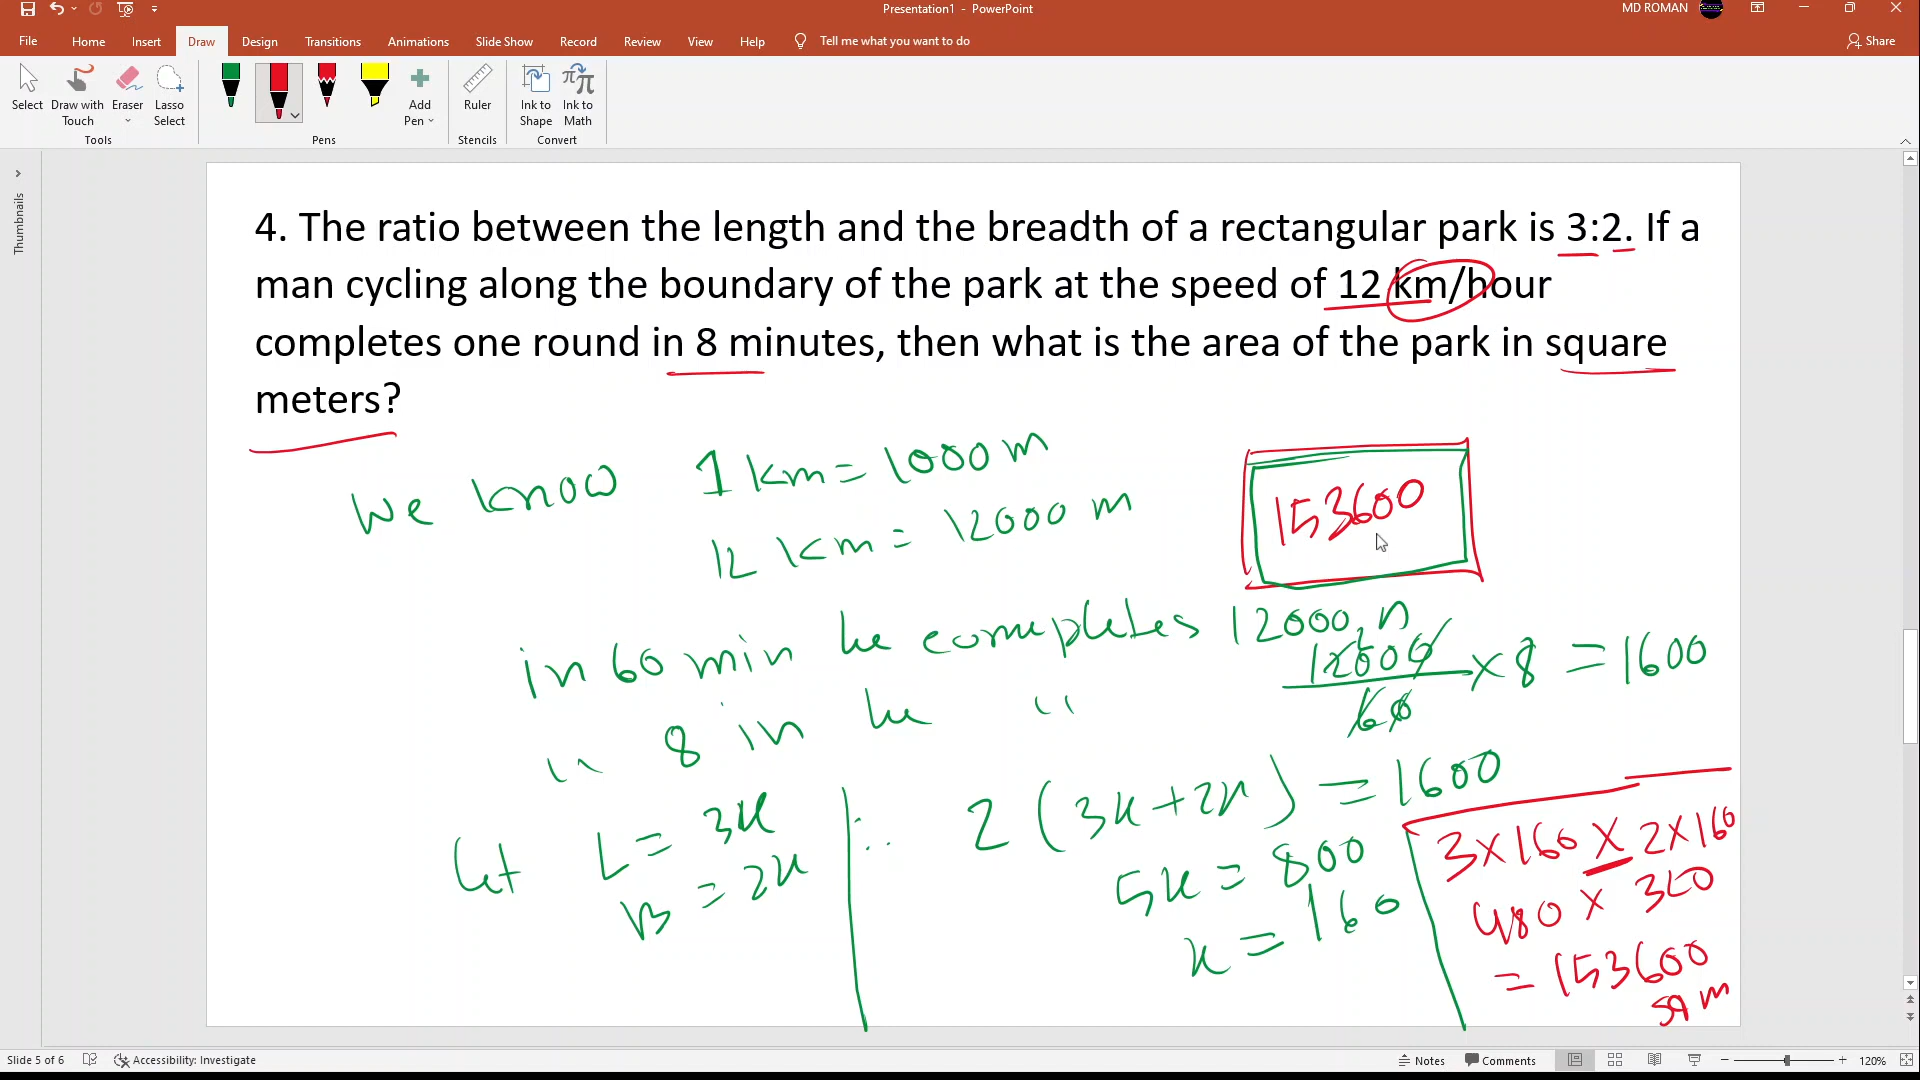 Presentation1 - PowerPoint
MD ROMAN
File Home Insert Draw Design Transitions Animations Slide Show Record Review View Help Tell me what you want to do
Share
Select
Draw with Touch
Eraser
Lasso Select
Tools
Pens
Add Pen
Ruler
Stencils
Ink to Shape
Ink to Math
Convert
Thumbnails
4. The ratio between the length and the breadth of a rectangular park is 3:2. If a
man cycling along the boundary of the park at the speed of 12 km/hour
completes one round in 8 minutes, then what is the area of the park in square
meters?
We know 1 km = 1000 m
12 km = 12000 m
153600
in 60 min he completes 12000 m
" 8 in he " 12000/60 × 8 = 1600
Let L = 3x
B = 2x
∴ 2 (3x + 2x) = 1600
5x = 800
x = 160
3 × 160 × 2 × 160
480 × 320
= 153600
sq m
Slide 5 of 6
Accessibility: Investigate
Notes
Comments
120%